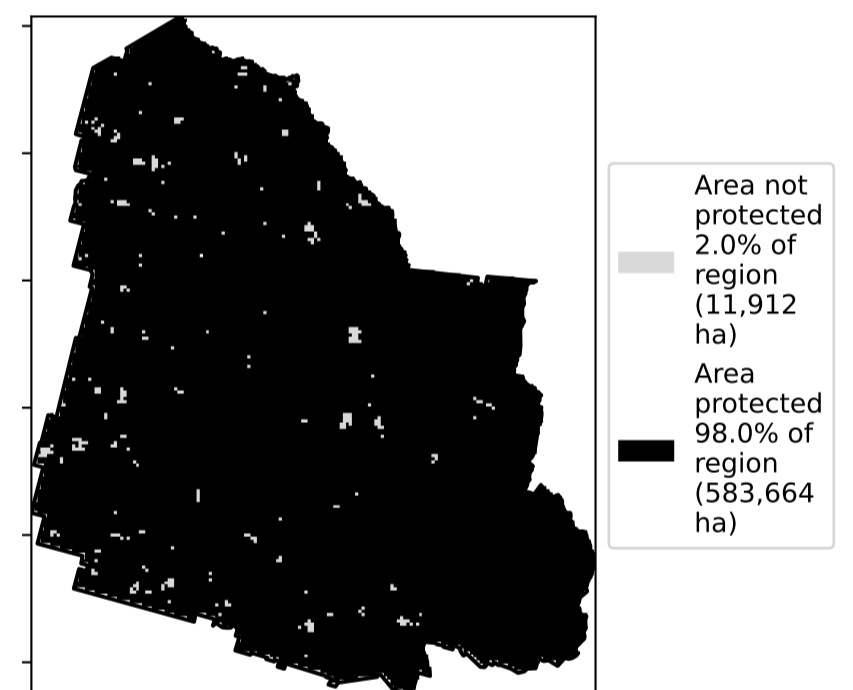 Area not
protected
2.0% of
region
(11,912
ha)
Area
protected
98.0% of
region
(583,664
ha)